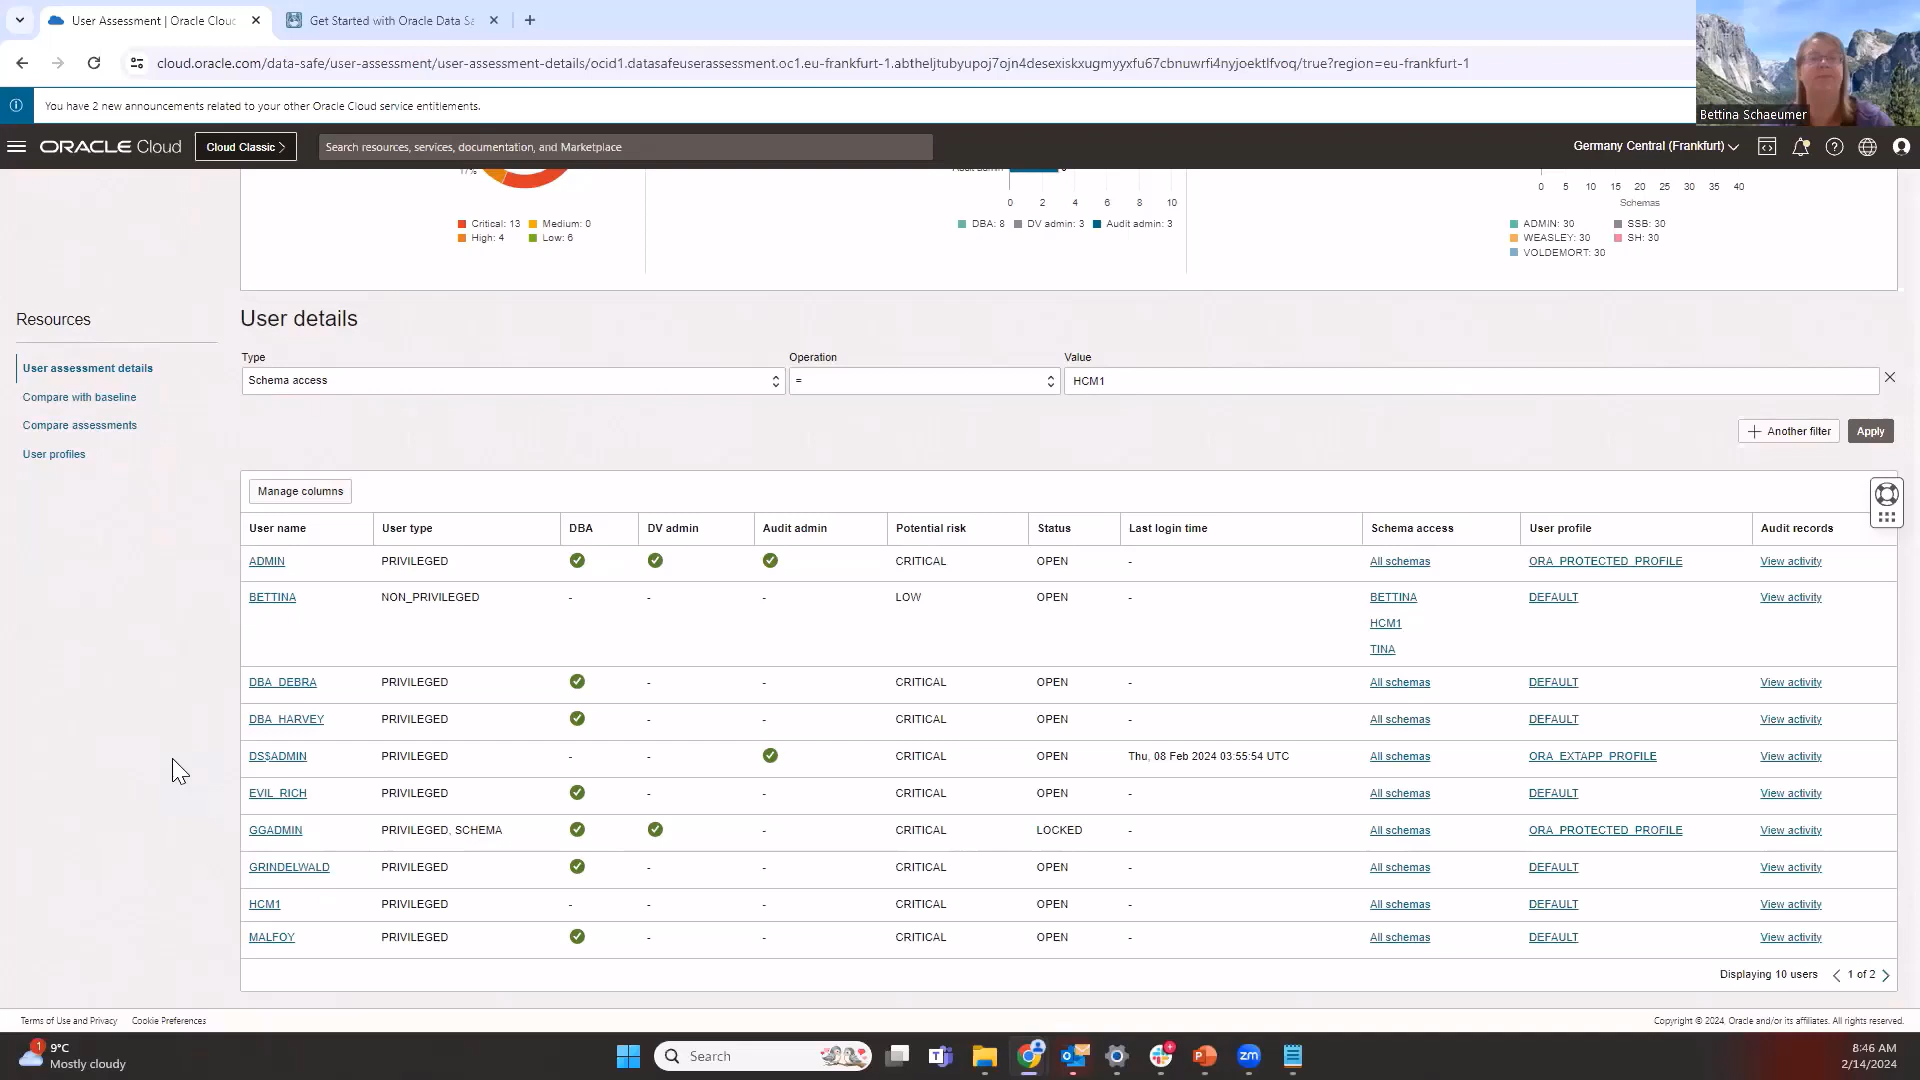 User Assessment | Oracle Clou
Get Started with Oracle Data Sa
cloud.oracle.com/data-safe/user-assessment/user-assessment-details/ocid1.datasafeuserassessment.oc1.eu-frankfurt-1.abtheljtubyupoj7ojn4desexiskxugmyyxfu67cbnuwrfi4nyjoektlfvoq/true?region=eu-frankfurt-1
You have 2 new announcements related to your other Oracle Cloud service entitlements.
Bettina Schaeumer
ORACLE Cloud
Cloud Classic >
Search resources, services, documentation, and Marketplace
Germany Central (Frankfurt)
17%
Audit admin
0 2 4 6 8 10
0 5 10 15 20 25 30 35 40
Schemas
Critical: 13 Medium: 0
High: 4 Low: 6
DBA: 8 DV admin: 3 Audit admin: 3
ADMIN: 30 SSB: 30
WEASLEY: 30 SH: 30
VOLDEMORT: 30
Resources
User assessment details
Compare with baseline
Compare assessments
User profiles
User details
Type Operation Value
Schema access = HCM1
Another filter Apply
Manage columns
User name User type DBA DV admin Audit admin Potential risk Status Last login time Schema access User profile Audit records
ADMIN PRIVILEGED CRITICAL OPEN - All schemas ORA_PROTECTED_PROFILE View activity
BETTINA NON_PRIVILEGED - - - LOW OPEN - BETTINA DEFAULT View activity
HCM1
TINA
DBA_DEBRA PRIVILEGED - - CRITICAL OPEN - All schemas DEFAULT View activity
DBA_HARVEY PRIVILEGED - - CRITICAL OPEN - All schemas DEFAULT View activity
DS$ADMIN PRIVILEGED - - CRITICAL OPEN Thu, 08 Feb 2024 03:55:54 UTC All schemas ORA_EXTAPP_PROFILE View activity
EVIL_RICH PRIVILEGED - - CRITICAL OPEN - All schemas DEFAULT View activity
GGADMIN PRIVILEGED, SCHEMA - CRITICAL LOCKED - All schemas ORA_PROTECTED_PROFILE View activity
GRINDELWALD PRIVILEGED - - CRITICAL OPEN - All schemas DEFAULT View activity
HCM1 PRIVILEGED - - - CRITICAL OPEN - All schemas DEFAULT View activity
MALFOY PRIVILEGED - - CRITICAL OPEN - All schemas DEFAULT View activity
Displaying 10 users < 1 of 2 >
Terms of Use and Privacy Cookie Preferences
Copyright © 2024, Oracle and/or its affiliates. All rights reserved.
1
9°C
Mostly cloudy
Search
zm
8:46 AM
2/14/2024